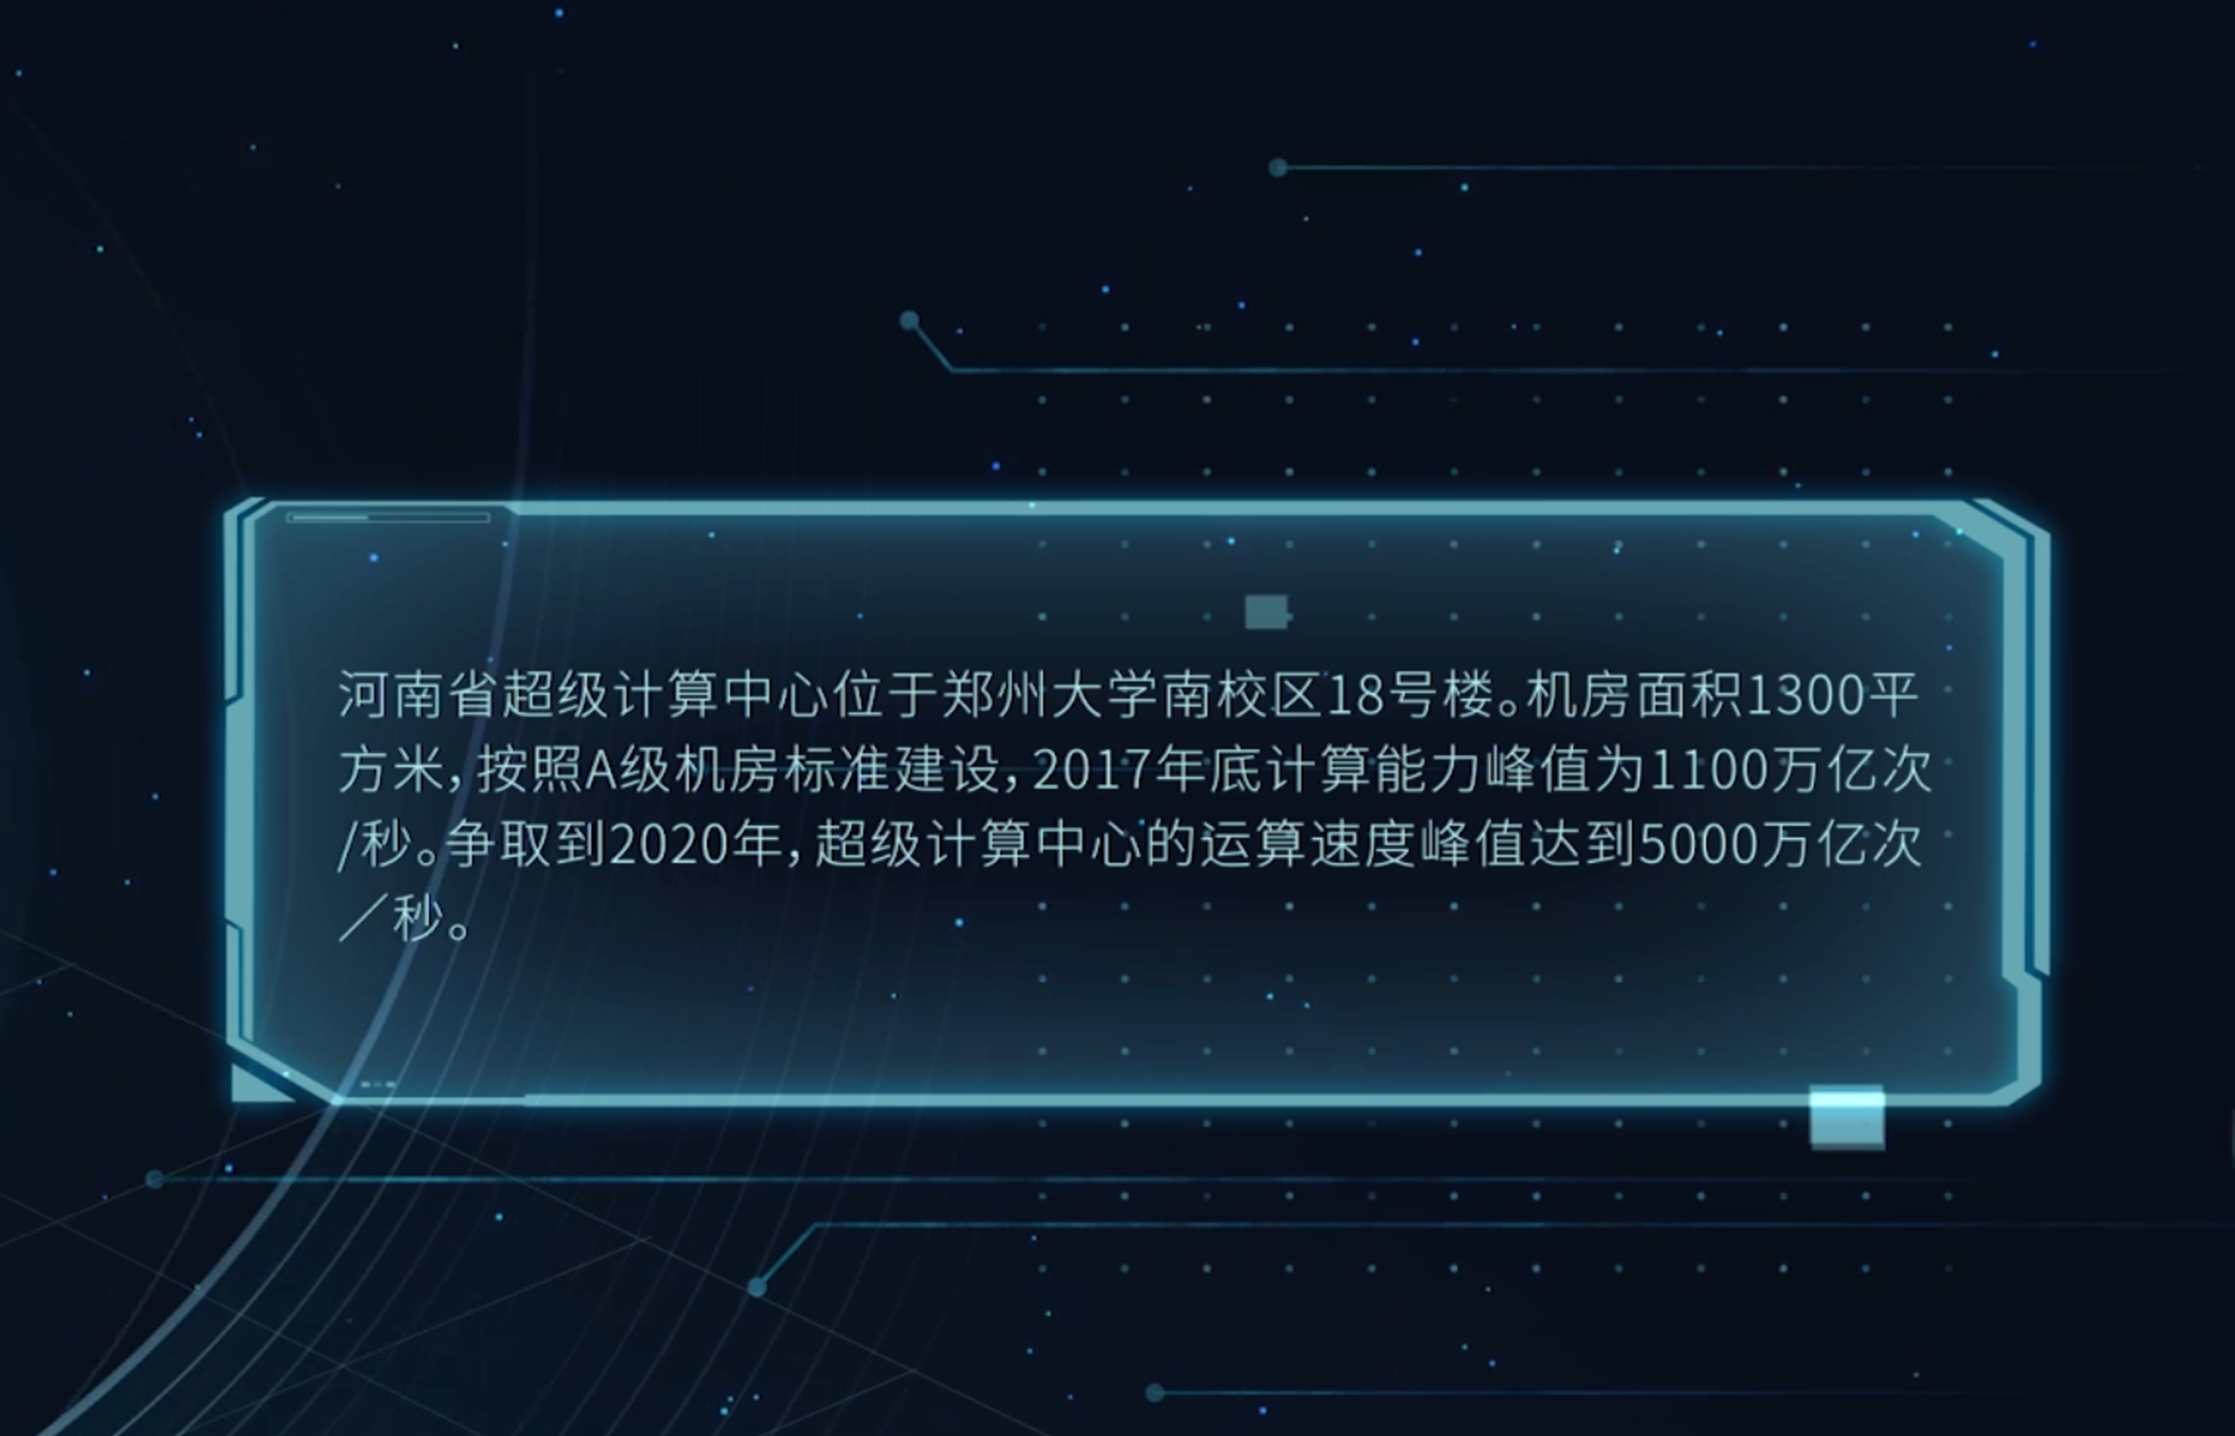 河南省超级计算中心位于郑州大学南校区18号楼。机房面积1300平
方米，按照A级机房标准建设，2017年底计算能力峰值为1100万亿次
/秒。争取到2020年，超级计算中心的运算速度峰值达到5000万亿次
／秒。